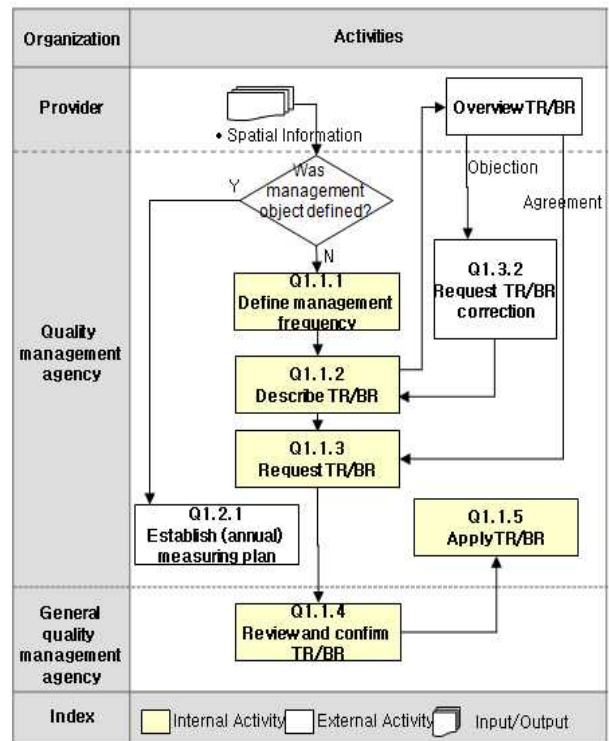 Organization
Activities
Provider
• Spatial Information
Overview TR/BR
Was
management
object defined?
Y
N
Objection
Agreement
Quality
management
agency
Q1.1.1
Define management
frequency
Q1.3.2
Request TR/BR
correction
Q1.1.2
Describe TR/BR
Q1.1.3
Request TR/BR
Q1.2.1
Establish (annual)
measuring plan
Q1.1.5
Apply TR/BR
General
quality
management
agency
Q1.1.4
Review and confirm
TR/BR
Index
Internal Activity
External Activity
Input/Output